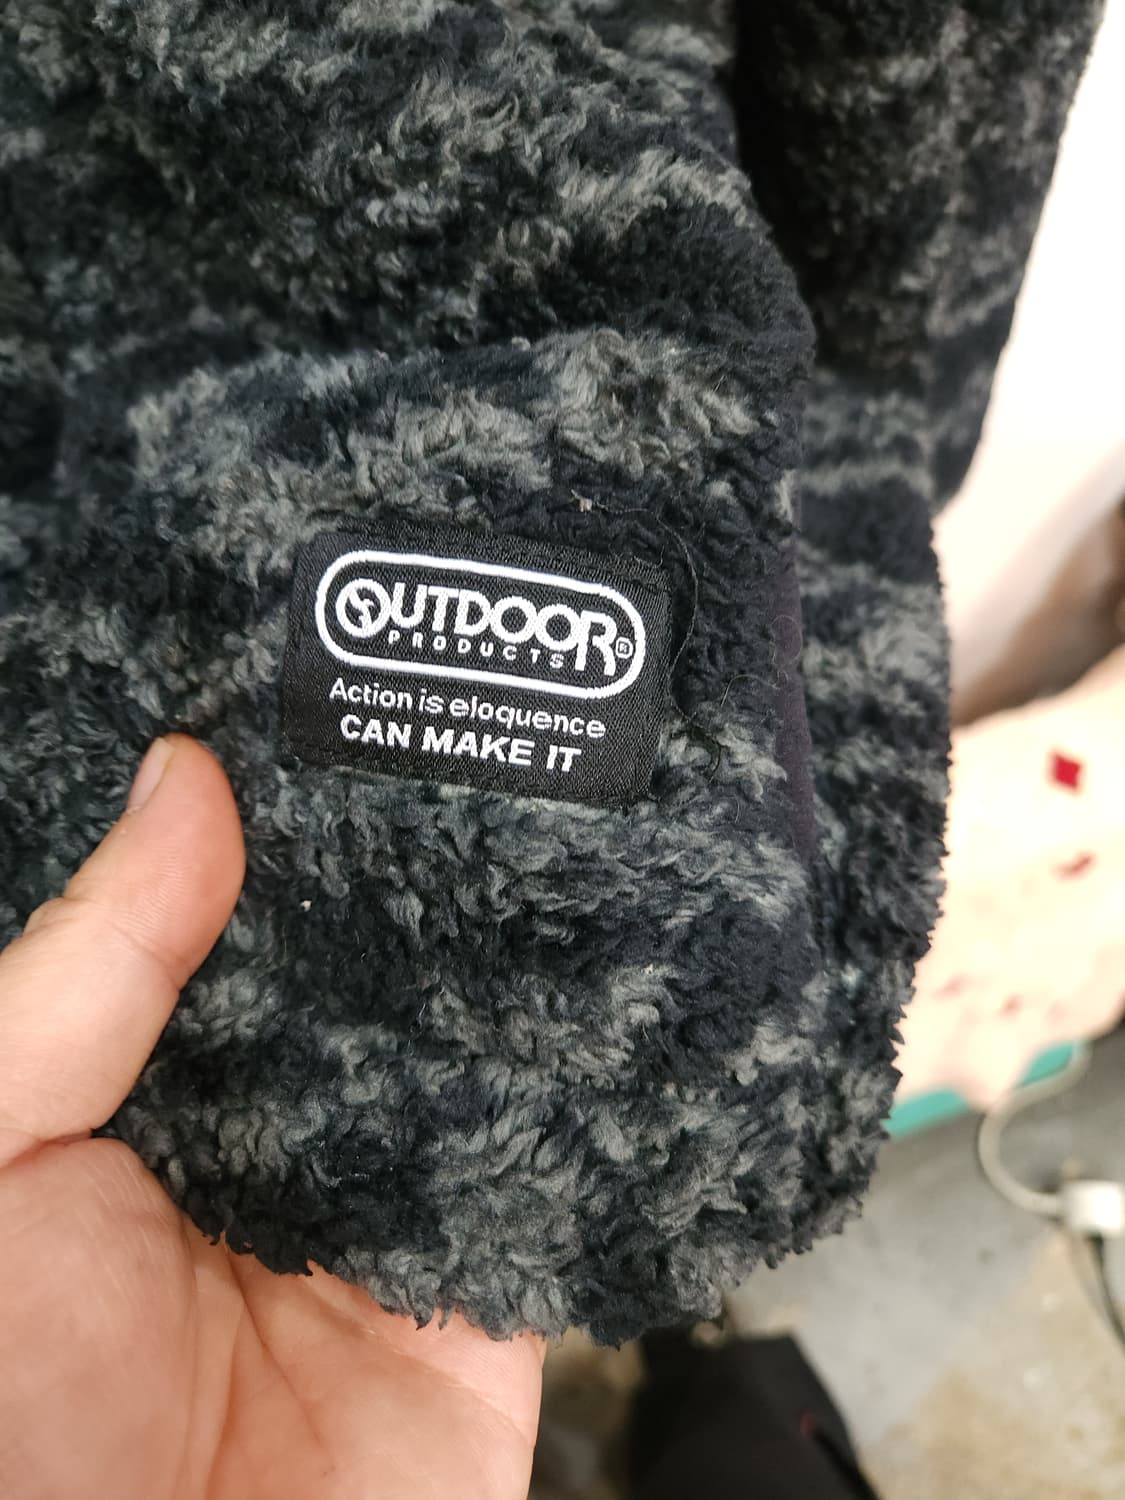 OUTDOOR®
PRODUCTS
Action is eloquence
CAN MAKE IT